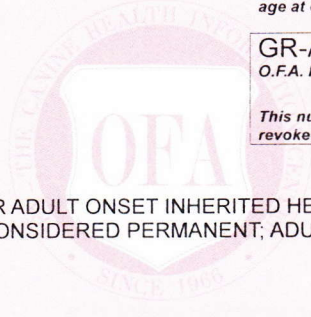 age at
GR-
O.F.A.
This nu
revoke
THE CANINE HEALTH INFO
OFA
R ADULT ONSET INHERITED HE
ONSIDERED PERMANENT; ADU
SINCE 1966